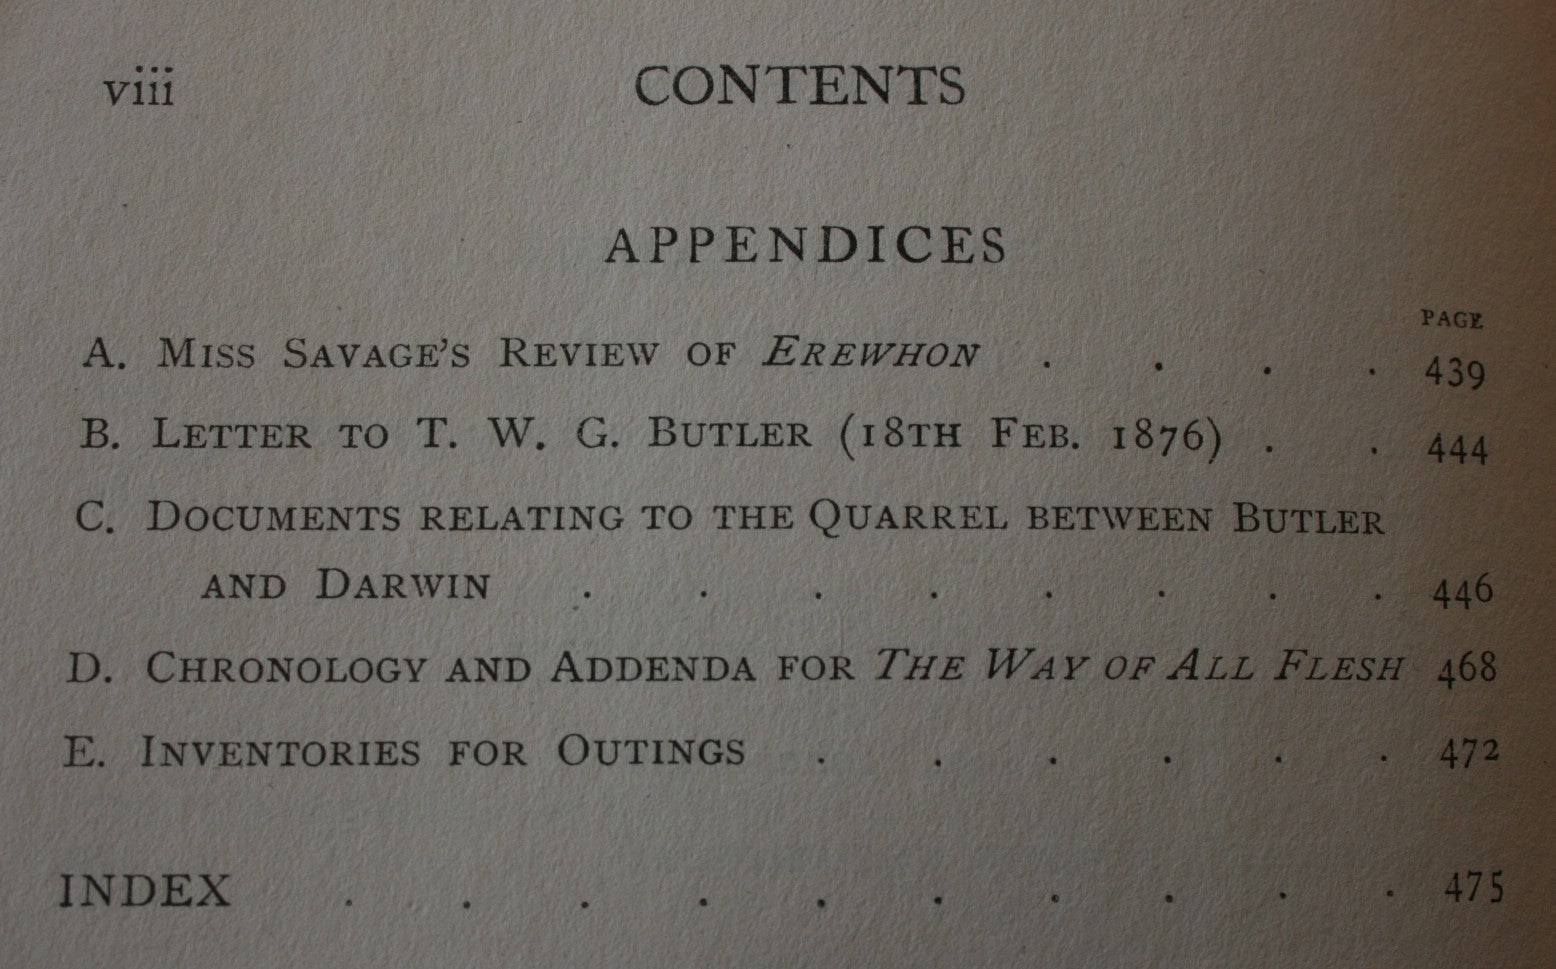 viii CONTENTS
APPENDICES
PAGE
A. Miss Savage's Review of Erewhon . . . . 439
B. Letter to T. W. G. Butler (18th Feb. 1876) . . 444
C. Documents relating to the Quarrel between Butler
and Darwin . . . . . . . . 446
D. Chronology and Addenda for The Way of All Flesh 468
E. Inventories for Outings . . . . . . 472
INDEX . . . . . . . . . . 475